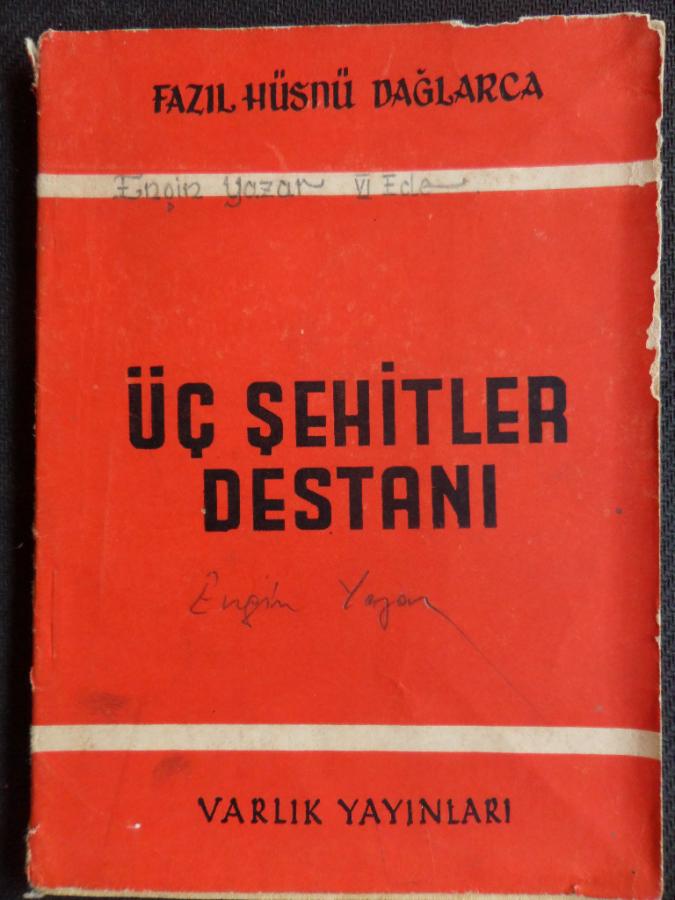 FAZIL HÜSNÜ DAĞLARCA
Engin Yazar VI Ede
ÜÇ ŞEHİTLER
DESTANI
Engin Yazar
VARLIK YAYINLARI